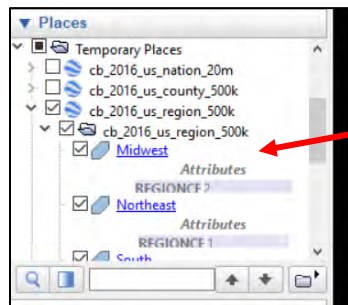 Places
Temporary Places
cb_2016_us_nation_20m
cb_2016_us_county_500k
cb_2016_us_region_500k
cb_2016_us_region_500k
Midwest
Attributes
REGIONCE 2
Northeast
Attributes
REGIONCE 1
South